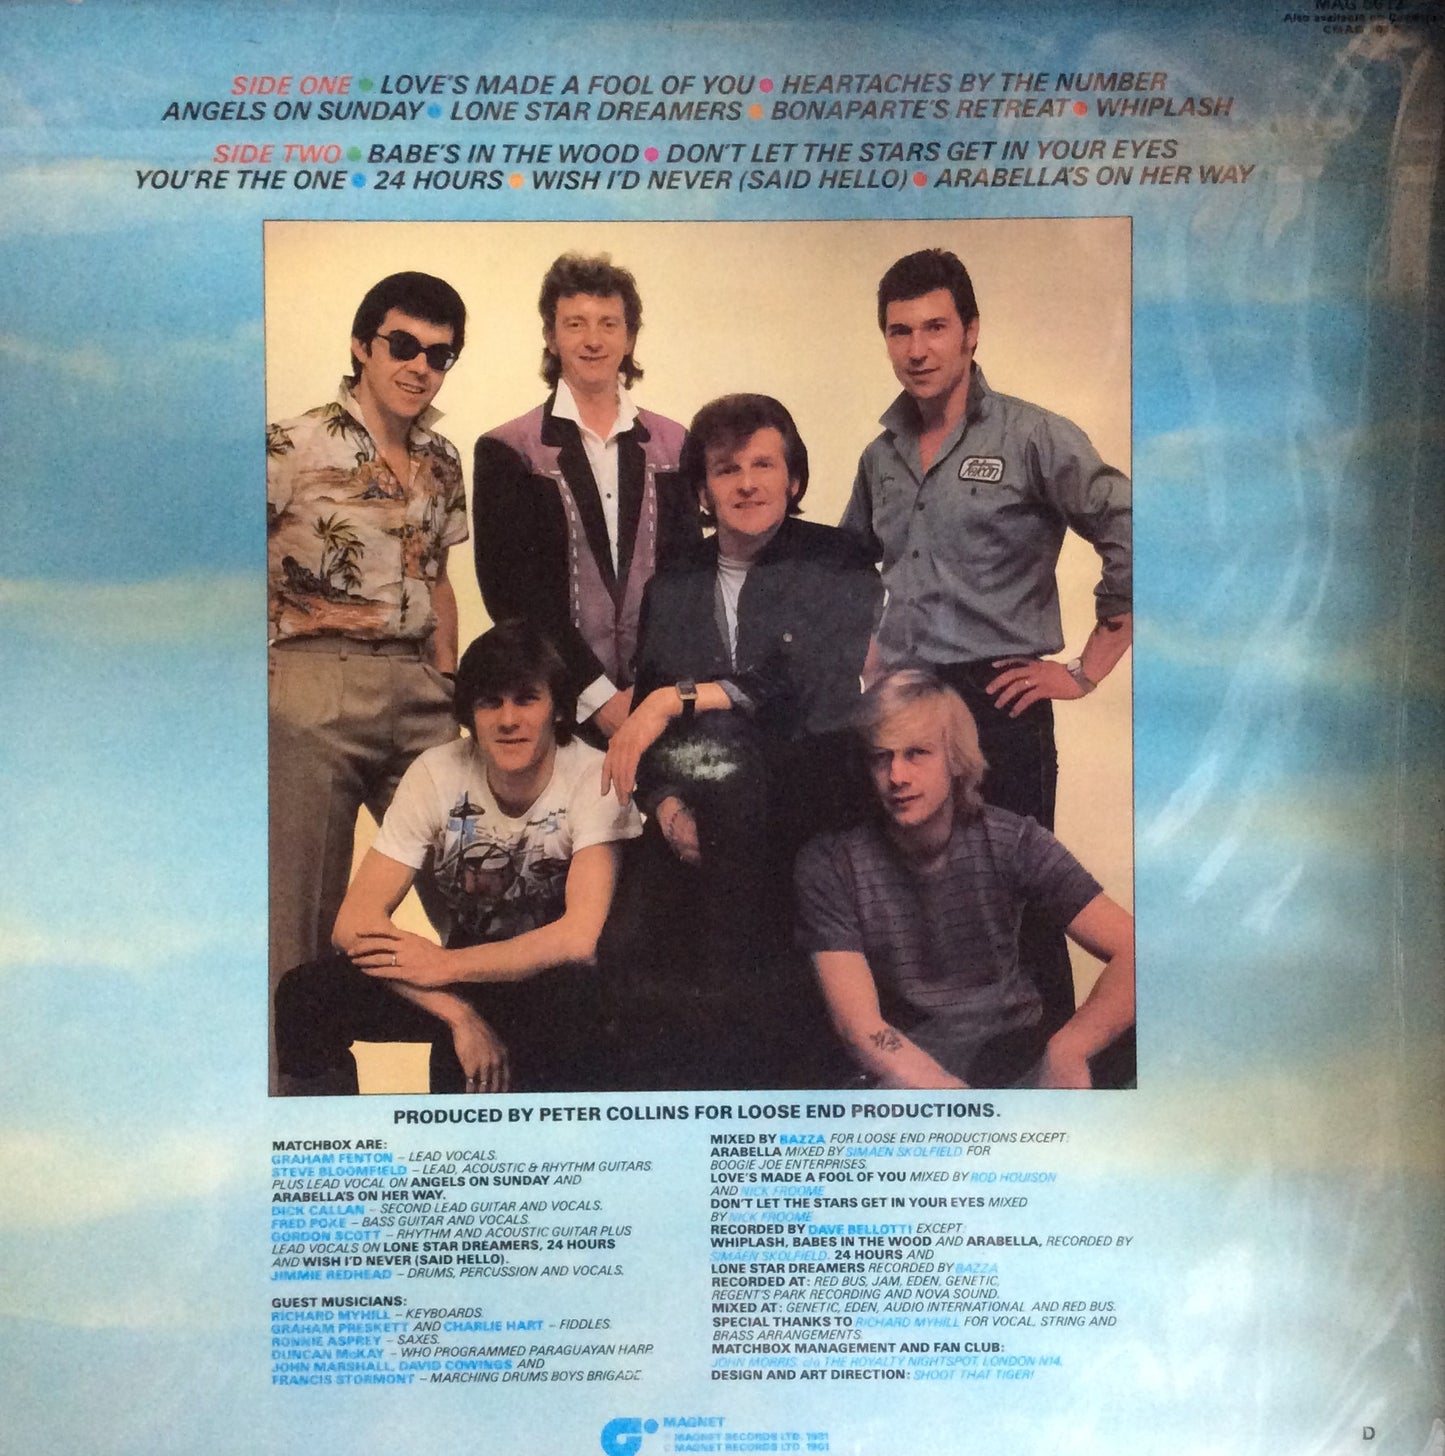 MAG 5042
Also available on Cassette
SIDE ONE • LOVE'S MADE A FOOL OF YOU • HEARTACHES BY THE NUMBER
ANGELS ON SUNDAY • LONE STAR DREAMERS • BONAPARTE'S RETREAT • WHIPLASH
SIDE TWO • BABE'S IN THE WOOD • DON'T LET THE STARS GET IN YOUR EYES
YOU'RE THE ONE • 24 HOURS • WISH I'D NEVER (SAID HELLO) • ARABELLA'S ON HER WAY
PRODUCED BY PETER COLLINS FOR LOOSE END PRODUCTIONS.
MATCHBOX ARE:
GRAHAM FENTON – LEAD VOCALS.
STEVE BLOOMFIELD – LEAD, ACOUSTIC & RHYTHM GUITARS.
PLUS LEAD VOCAL ON ANGELS ON SUNDAY AND
ARABELLA'S ON HER WAY.
DICK CALLAN – SECOND LEAD GUITAR AND VOCALS.
FRED POKE – BASS GUITAR AND VOCALS.
GORDON SCOTT – RHYTHM AND ACOUSTIC GUITAR PLUS
LEAD VOCALS ON LONE STAR DREAMERS, 24 HOURS
AND WISH I'D NEVER (SAID HELLO).
JIMMIE REDHEAD – DRUMS, PERCUSSION AND VOCALS.
GUEST MUSICIANS:
RICHARD MYHILL – KEYBOARDS.
GRAHAM PRESKETT AND CHARLIE HART – FIDDLES.
RONNIE ASPREY – SAXES.
DUNCAN McKAY – WHO PROGRAMMED PARAGUAYAN HARP.
JOHN MARSHALL, DAVID COWINGS AND
FRANCIS STORMONT – MARCHING DRUMS BOYS BRIGADE.
MIXED BY BAZZA FOR LOOSE END PRODUCTIONS EXCEPT:
ARABELLA MIXED BY SIMAEN SKOLFIELD FOR
BOOGIE JOE ENTERPRISES.
LOVE'S MADE A FOOL OF YOU MIXED BY ROD HOUISON
AND NICK FROOME
DON'T LET THE STARS GET IN YOUR EYES MIXED
BY NICK FROOME
RECORDED BY DAVE BELLOTTI EXCEPT:
WHIPLASH, BABES IN THE WOOD AND ARABELLA, RECORDED BY
SIMAEN SKOLFIELD. 24 HOURS AND
LONE STAR DREAMERS RECORDED BY BAZZA
RECORDED AT: RED BUS, JAM, EDEN, GENETIC,
REGENT'S PARK RECORDING AND NOVA SOUND.
MIXED AT: GENETIC, EDEN, AUDIO INTERNATIONAL AND RED BUS.
SPECIAL THANKS TO RICHARD MYHILL FOR VOCAL, STRING AND
BRASS ARRANGEMENTS.
MATCHBOX MANAGEMENT AND FAN CLUB:
JOHN MORRIS, c/o THE ROYALTY NIGHTSPOT, LONDON N14.
DESIGN AND ART DIRECTION: SHOOT THAT TIGER!
MAGNET
MAGNET RECORDS LTD. 1981
MAGNET RECORDS LTD. 1981
D